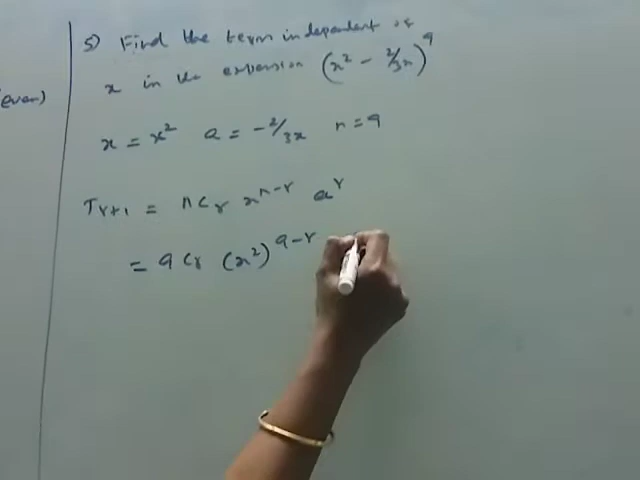 (even)
5) Find the term independent of
x in the expansion (x² - 2/3x)⁹
x = x² a = -2/3x n = 9
Tr+1 = nCr x^n-r a^r
= 9Cr (x²)^9-r